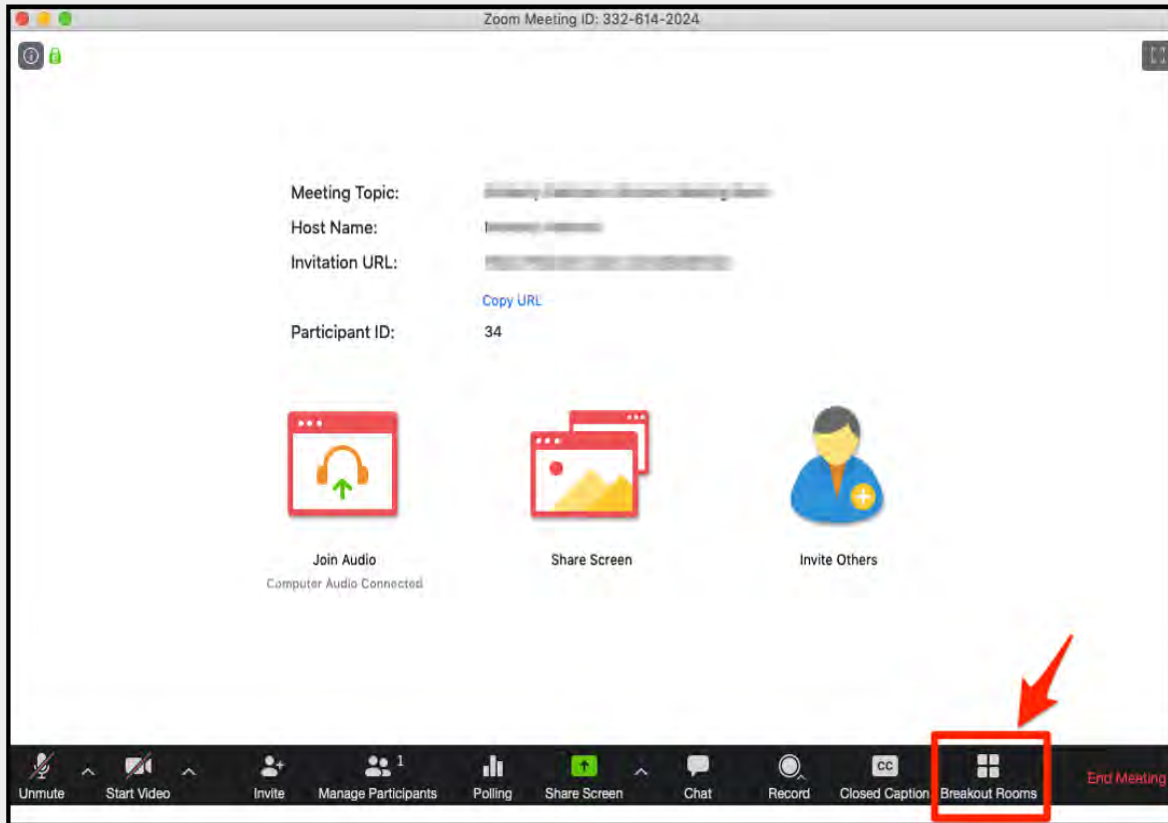 Zoom Meeting ID: 332-614-2024
Meeting Topic:
Host Name:
Invitation URL:
Copy URL
Participant ID: 34
Join Audio Share Screen Invite Others
Computer Audio Connected
1
Unmute Start Video Invite Manage Participants Polling Share Screen Chat Record CC Closed Caption Breakout Rooms End Meeting